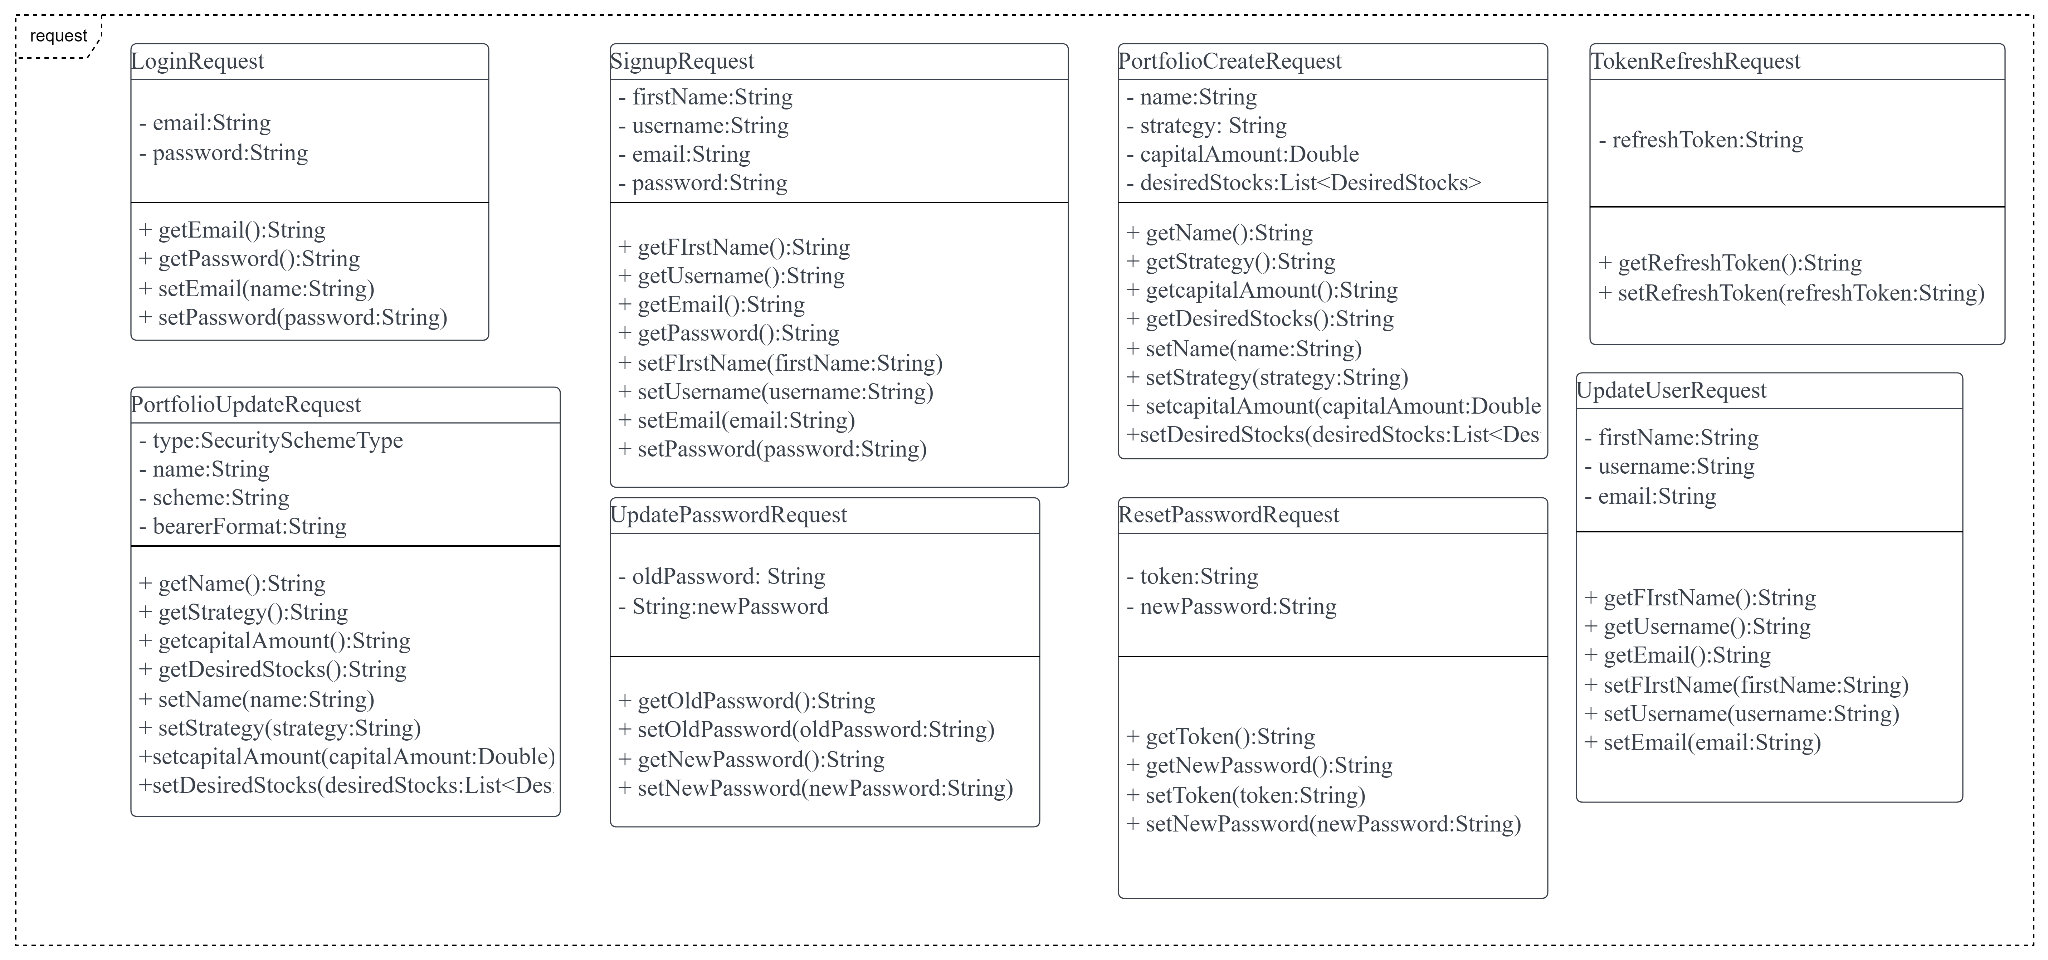 request
LoginRequest
- email:String
- password:String
+ getEmail():String
+ getPassword():String
+ setEmail(name:String)
+ setPassword(password:String)
SignupRequest
- firstName:String
- username:String
- email:String
- password:String
+ getFIrstName():String
+ getUsername():String
+ getEmail():String
+ getPassword():String
+ setFIrstName(firstName:String)
+ setUsername(username:String)
+ setEmail(email:String)
+ setPassword(password:String)
PortfolioCreateRequest
- name:String
- strategy: String
- capitalAmount:Double
- desiredStocks:List<DesiredStocks>
+ getName():String
+ getStrategy():String
+ getcapitalAmount():String
+ getDesiredStocks():String
+ setName(name:String)
+ setStrategy(strategy:String)
+ setcapitalAmount(capitalAmount:Double
+setDesiredStocks(desiredStocks:List<Des
TokenRefreshRequest
- refreshToken:String
+ getRefreshToken():String
+ setRefreshToken(refreshToken:String)
PortfolioUpdateRequest
- type:SecuritySchemeType
- name:String
- scheme:String
- bearerFormat:String
+ getName():String
+ getStrategy():String
+ getcapitalAmount():String
+ getDesiredStocks():String
+ setName(name:String)
+ setStrategy(strategy:String)
+setcapitalAmount(capitalAmount:Double)
+setDesiredStocks(desiredStocks:List<Des
UpdatePasswordRequest
- oldPassword: String
- String:newPassword
+ getOldPassword():String
+ setOldPassword(oldPassword:String)
+ getNewPassword():String
+ setNewPassword(newPassword:String)
ResetPasswordRequest
- token:String
- newPassword:String
+ getToken():String
+ getNewPassword():String
+ setToken(token:String)
+ setNewPassword(newPassword:String)
UpdateUserRequest
- firstName:String
- username:String
- email:String
+ getFIrstName():String
+ getUsername():String
+ getEmail():String
+ setFIrstName(firstName:String)
+ setUsername(username:String)
+ setEmail(email:String)